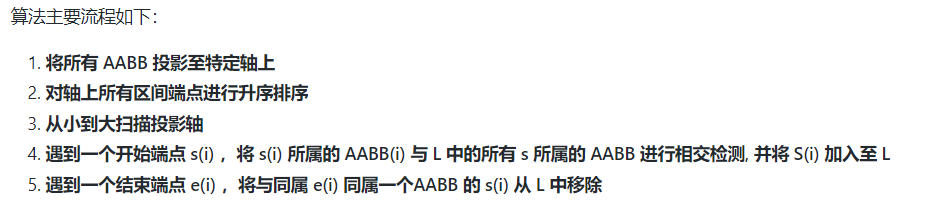 算法主要流程如下：
1. 将所有 AABB 投影至特定轴上
2. 对轴上所有区间端点进行升序排序
3. 从小到大扫描投影轴
4. 遇到一个开始端点 s(i) ，将 s(i) 所属的 AABB(i) 与 L 中的所有 s 所属的 AABB 进行相交检测, 并将 S(i) 加入至 L
5. 遇到一个结束端点 e(i) ，将与同属 e(i) 同属一个AABB 的 s(i) 从 L 中移除